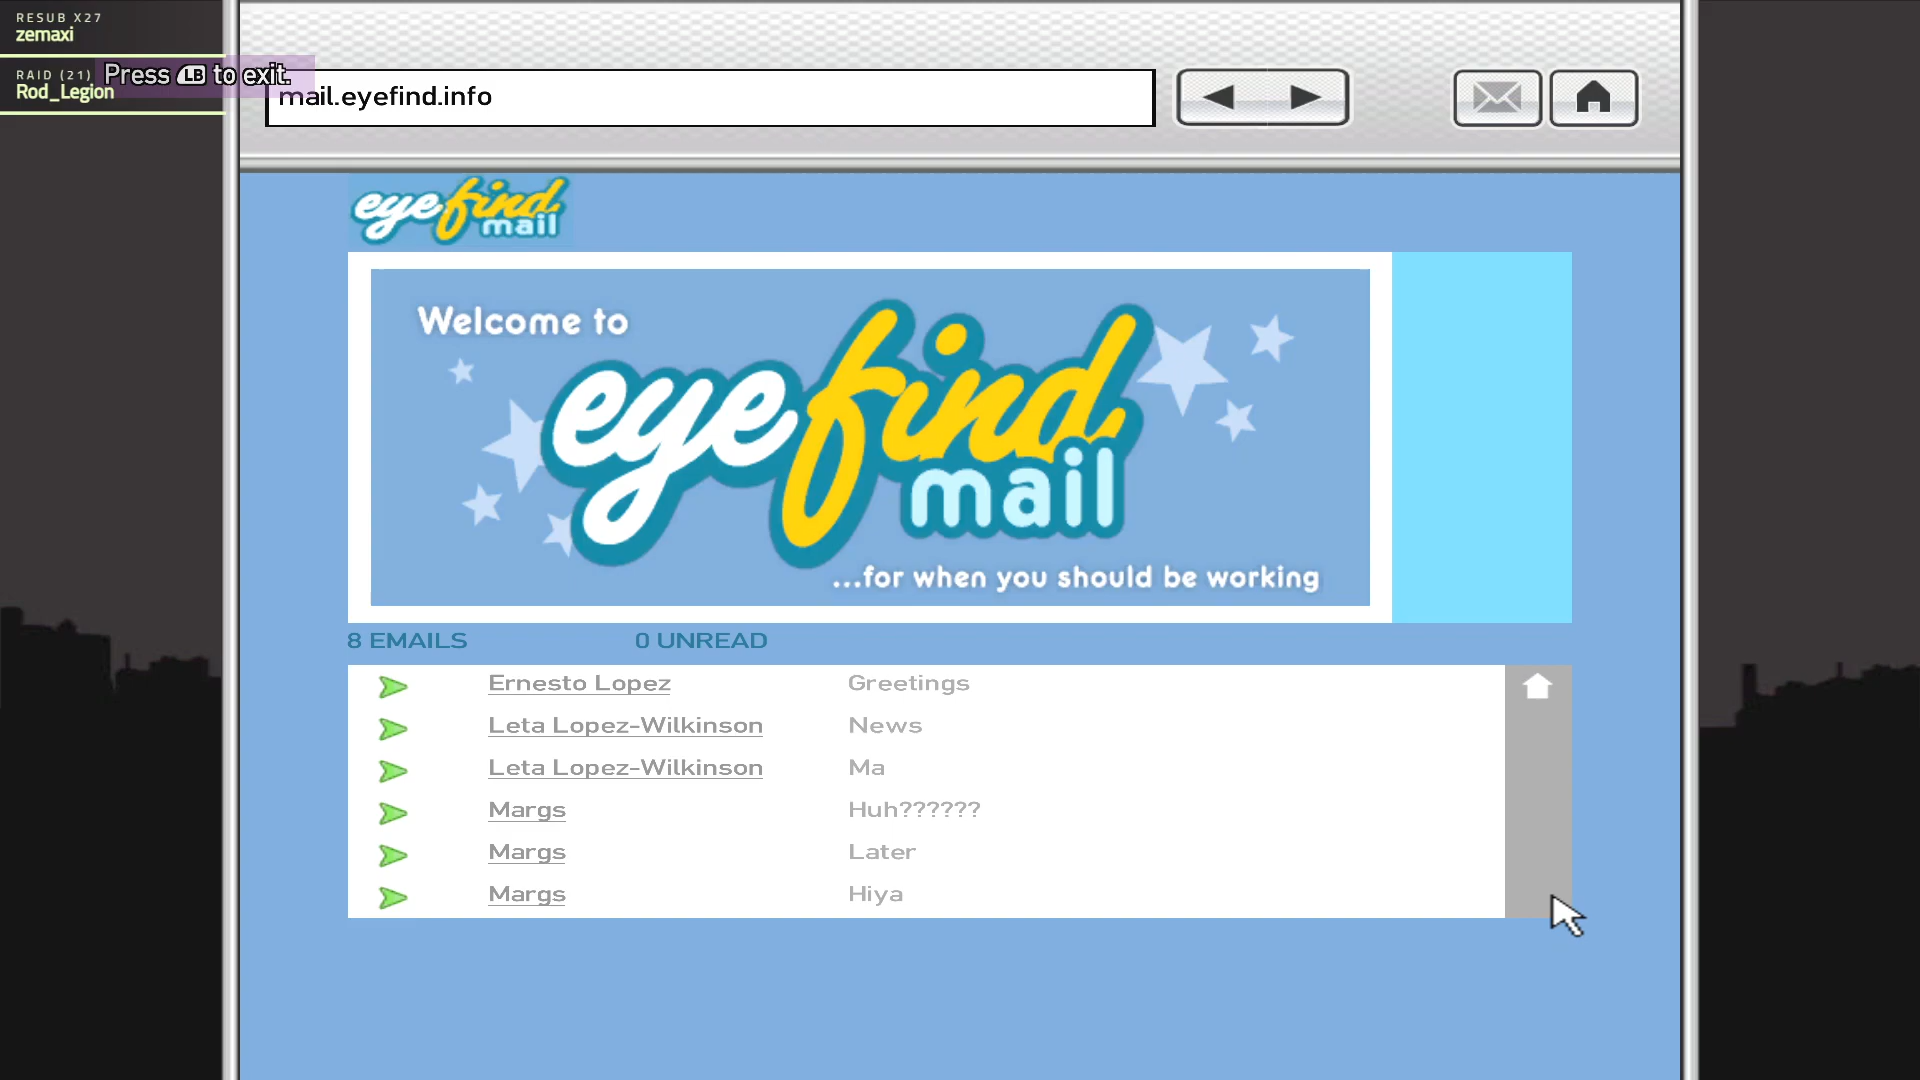 RESUB X27
zemaxi
RAID (21)
Rod_Legion
Press LB to exit.
mail.eyefind.info
eyefind
mail
Welcome to
eyefind
mail
...for when you should be working
8 EMAILS 0 UNREAD
Ernesto Lopez Greetings
Leta Lopez-Wilkinson News
Leta Lopez-Wilkinson Ma
Margs Huh??????
Margs Later
Margs Hiya